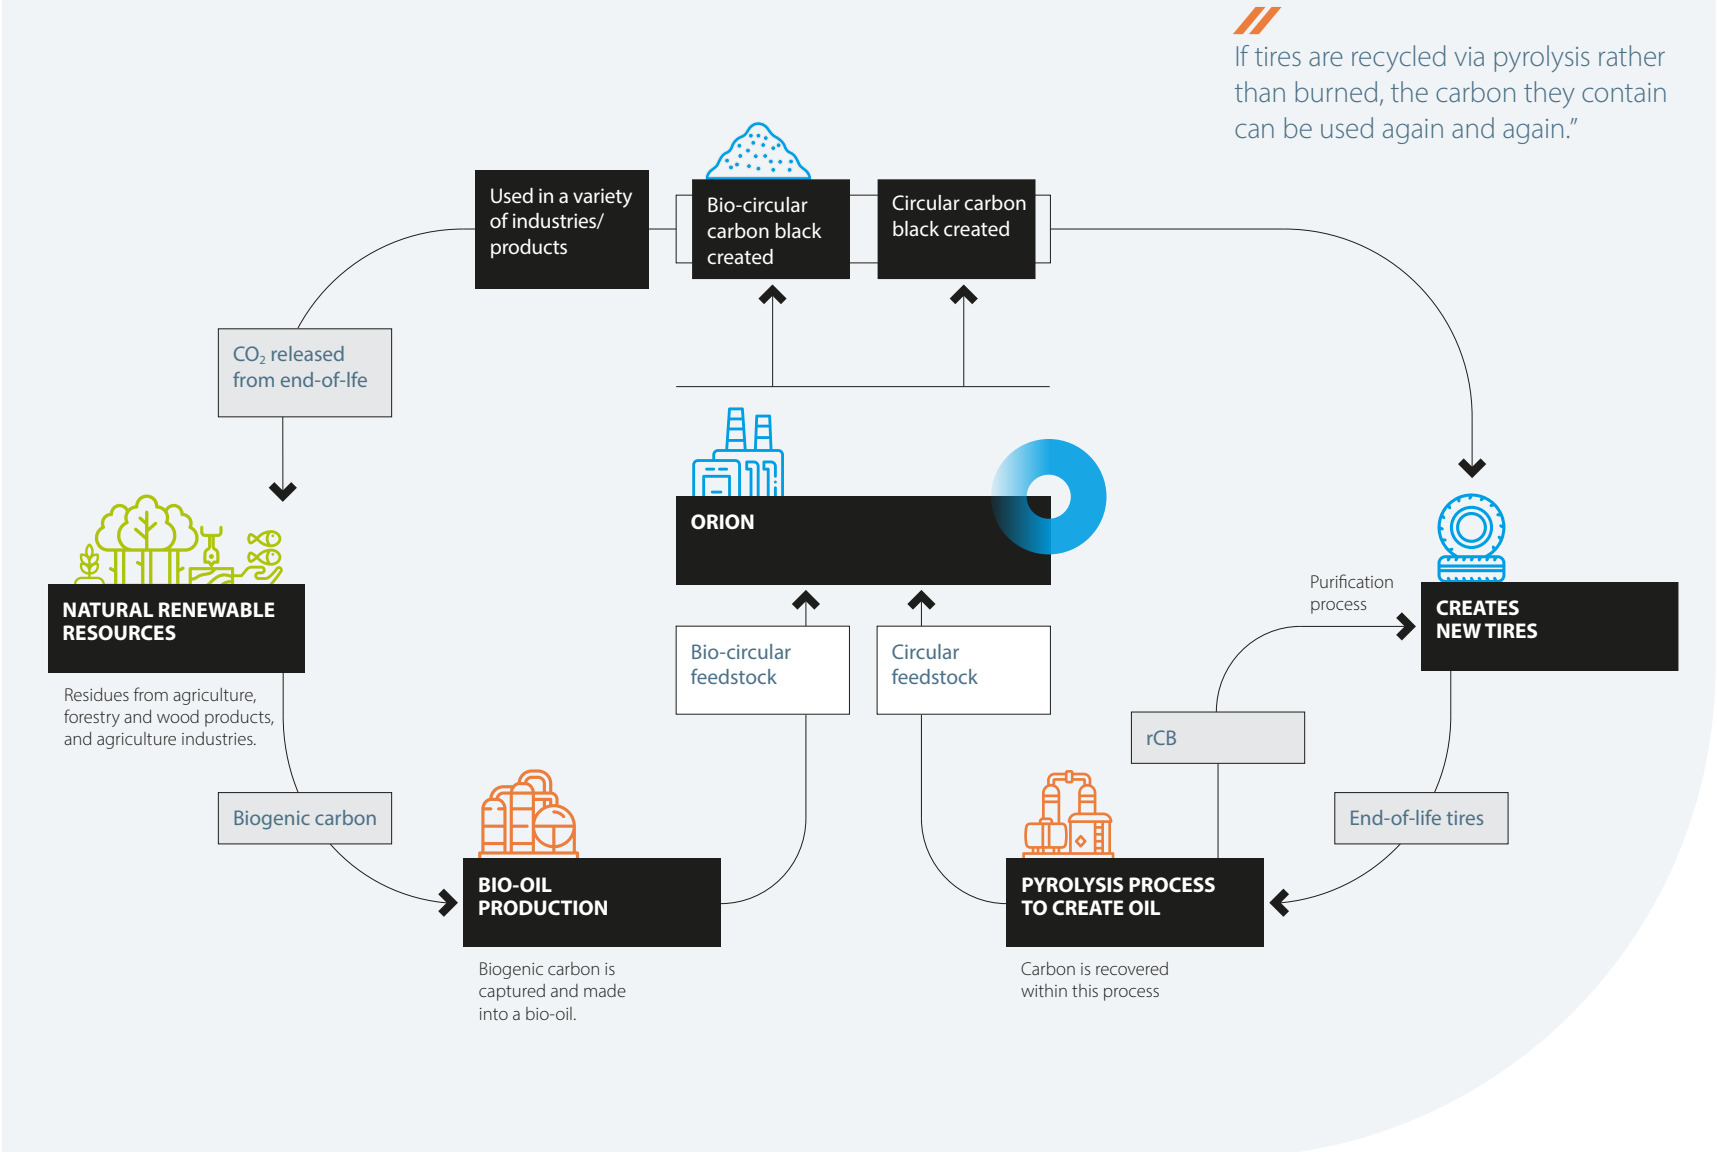 If tires are recycled via pyrolysis rather
than burned, the carbon they contain
can be used again and again.”
Used in a variety
of industries/
products
Bio-circular
carbon black
created
Circular carbon
black created
CO₂ released
from end-of-lfe
ORION
NATURAL RENEWABLE
RESOURCES
Residues from agriculture,
forestry and wood products,
and agriculture industries.
Bio-circular
feedstock
Circular
feedstock
Purification
process
CREATES
NEW TIRES
rCB
Biogenic carbon
End-of-life tires
BIO-OIL
PRODUCTION
Biogenic carbon is
captured and made
into a bio-oil.
PYROLYSIS PROCESS
TO CREATE OIL
Carbon is recovered
within this process